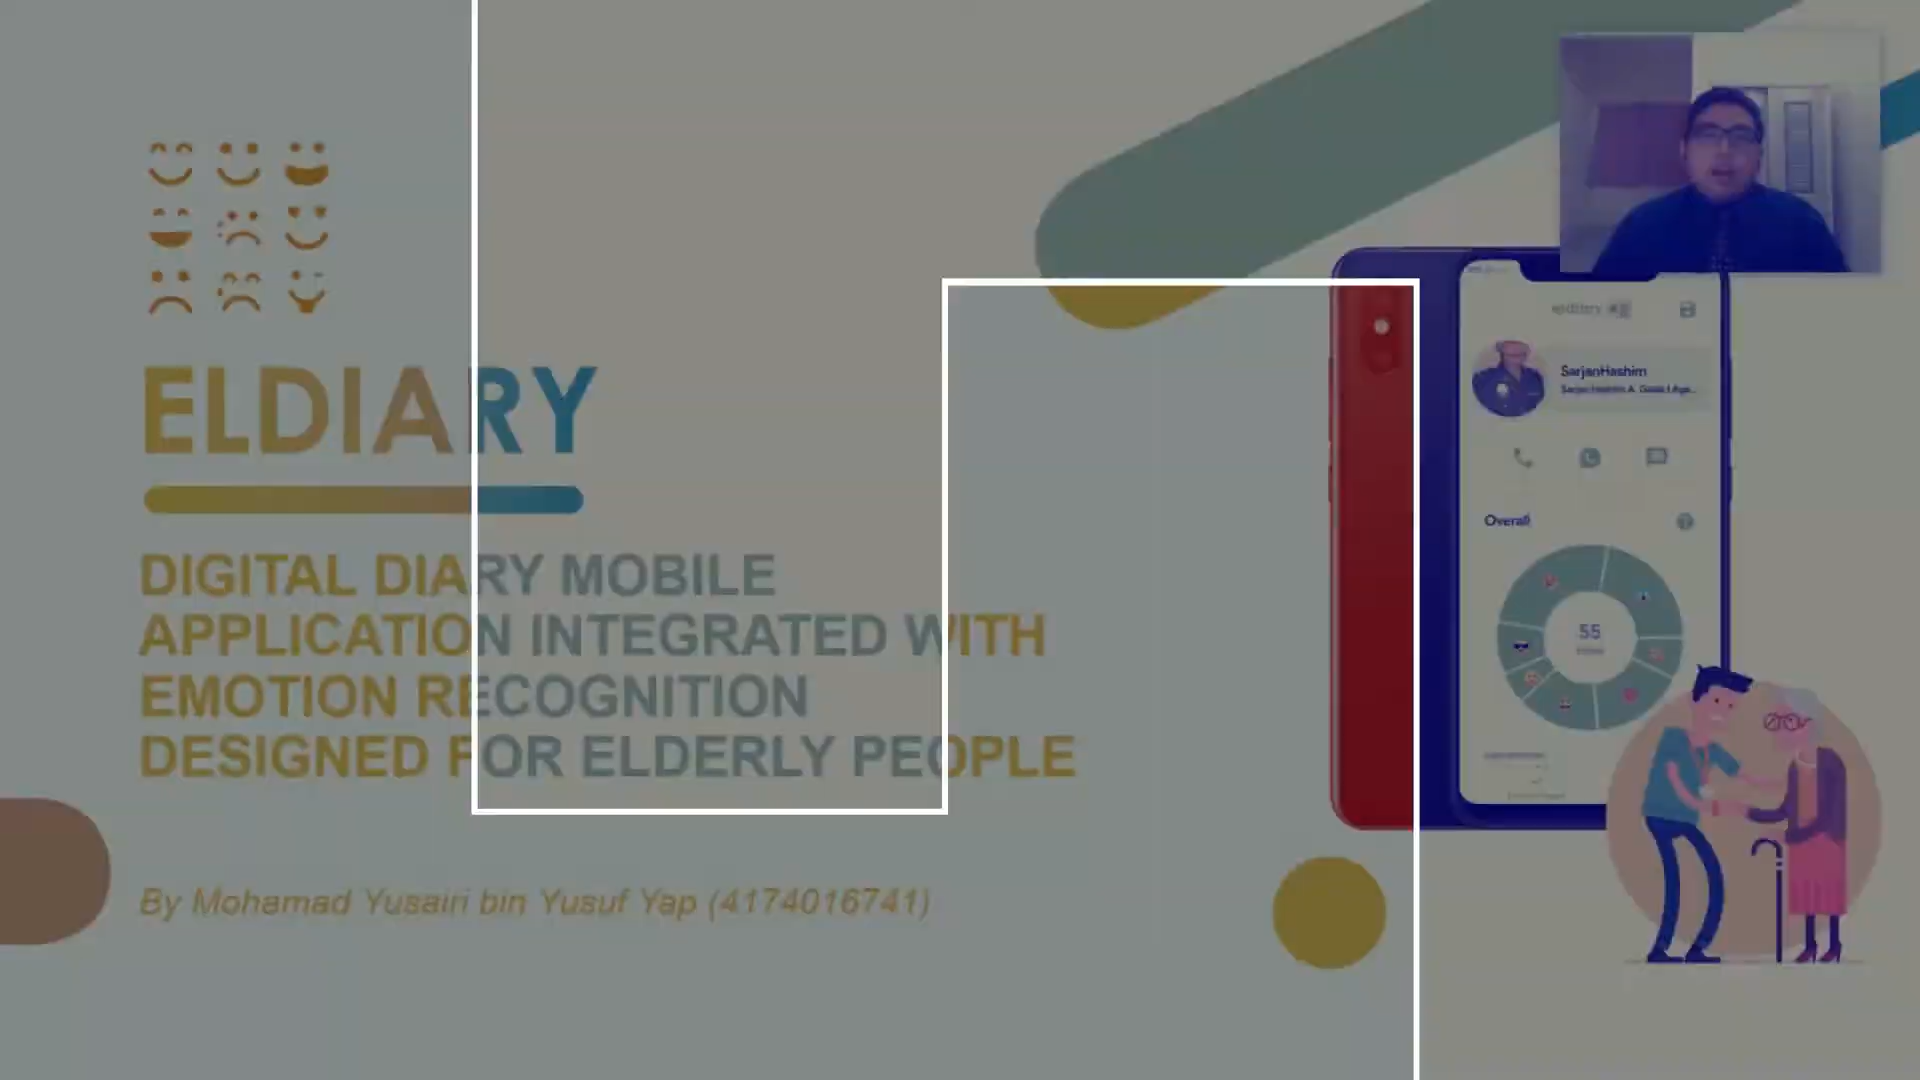 ELDIARY
DIGITAL DIARY MOBILE
APPLICATION INTEGRATED WITH
EMOTION RECOGNITION
DESIGNED FOR ELDERLY PEOPLE
By Mohamad Yusairi bin Yusuf Yap (4174016741)
eldiary
SarjanHashim
Overall
55